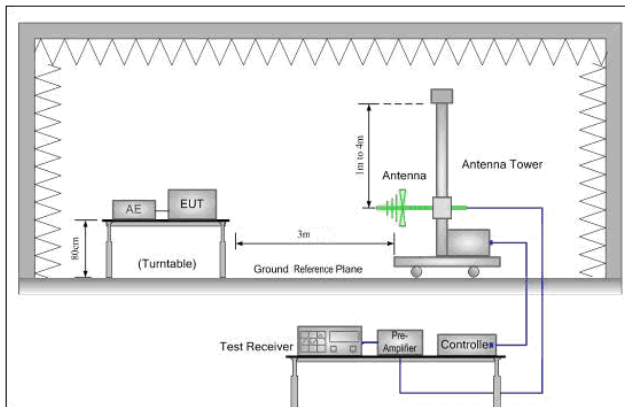 1m to 4m
Antenna
Antenna Tower
AE
EUT
80cm
(Turntable)
3m
Ground Reference Plane
Test Receiver
Pre-
Amplifier
Controller